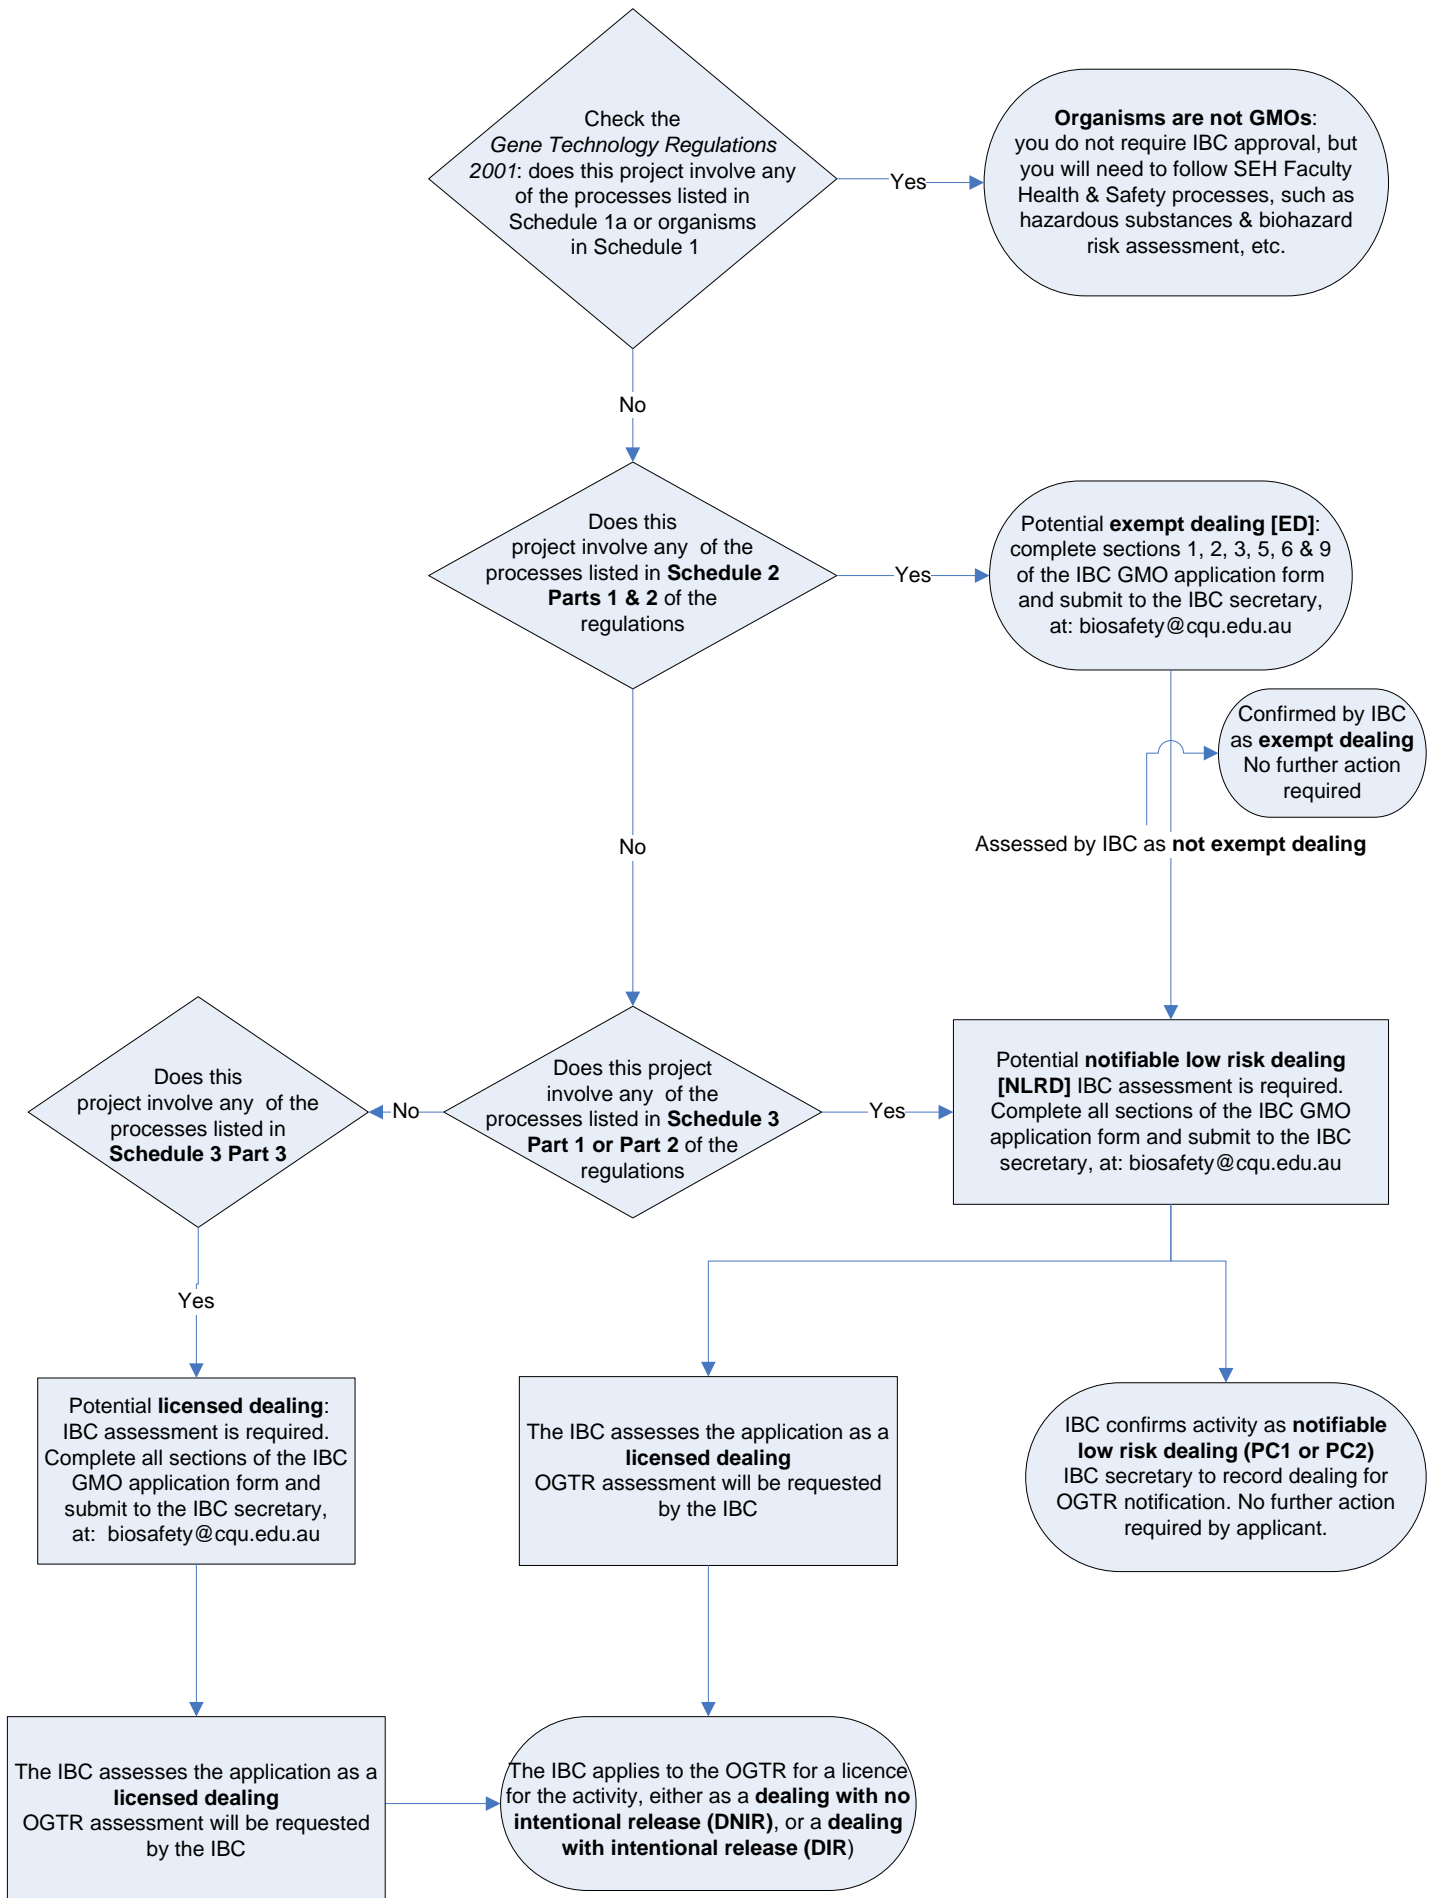 Check the
Gene Technology Regulations
2001: does this project involve any
of the processes listed in
Schedule 1a or organisms
in Schedule 1
Yes
Organisms are not GMOs:
you do not require IBC approval, but
you will need to follow SEH Faculty
Health & Safety processes, such as
hazardous substances & biohazard
risk assessment, etc.
No
Does this
project involve any of the
processes listed in Schedule 2
Parts 1 & 2 of the
regulations
Yes
Potential exempt dealing [ED]:
complete sections 1, 2, 3, 5, 6 & 9
of the IBC GMO application form
and submit to the IBC secretary,
at: biosafety@cqu.edu.au
Confirmed by IBC
as exempt dealing
No further action
required
No
Assessed by IBC as not exempt dealing
Does this
project involve any of the
processes listed in
Schedule 3 Part 3
No
Does this project
involve any of the
processes listed in Schedule 3
Part 1 or Part 2 of the
regulations
Yes
Potential notifiable low risk dealing
[NLRD] IBC assessment is required.
Complete all sections of the IBC GMO
application form and submit to the IBC
secretary, at: biosafety@cqu.edu.au
Yes
Potential licensed dealing:
IBC assessment is required.
Complete all sections of the IBC
GMO application form and
submit to the IBC secretary,
at: biosafety@cqu.edu.au
The IBC assesses the application as a
licensed dealing
OGTR assessment will be requested
by the IBC
IBC confirms activity as notifiable
low risk dealing (PC1 or PC2)
IBC secretary to record dealing for
OGTR notification. No further action
required by applicant.
The IBC assesses the application as a
licensed dealing
OGTR assessment will be requested
by the IBC
The IBC applies to the OGTR for a licence
for the activity, either as a dealing with no
intentional release (DNIR), or a dealing
with intentional release (DIR)